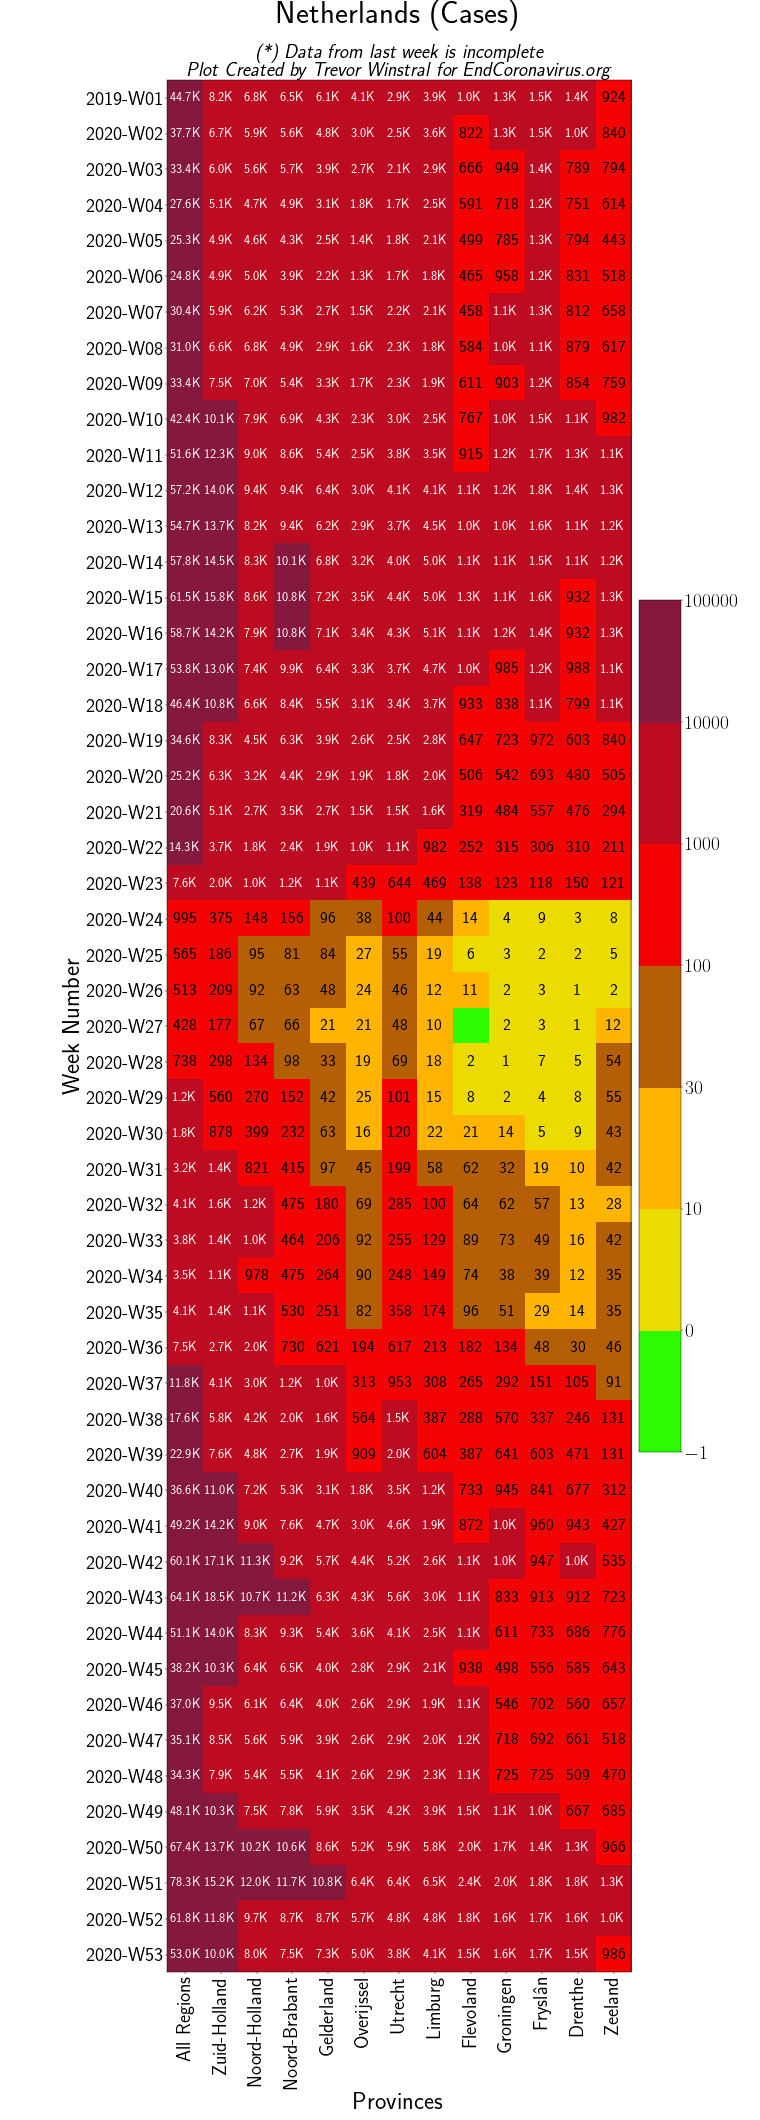 Netherlands (Cases)
(*) Data from last week is incomplete
Plot Created by Trevor Winstral for EndCoronavirus.org
2019-W01 44.7K 8.2K 6.8K 6.5K 6.1K 4.1K 2.9K 3.9K 1.0K 1.3K 1.5K 1.4K 924
2020-W02 37.7K 6.7K 5.9K 5.6K 4.8K 3.0K 2.5K 3.6K 822 1.3K 1.5K 1.0K 840
2020-W03 33.4K 6.0K 5.6K 5.7K 3.9K 2.7K 2.1K 2.9K 666 949 1.4K 789 794
2020-W04 27.6K 5.1K 4.7K 4.9K 3.1K 1.8K 1.7K 2.5K 591 718 1.2K 751 614
2020-W05 25.3K 4.9K 4.6K 4.3K 2.5K 1.4K 1.8K 2.1K 499 785 1.3K 794 443
2020-W06 24.8K 4.9K 5.0K 3.9K 2.2K 1.3K 1.7K 1.8K 465 958 1.2K 831 518
2020-W07 30.4K 5.9K 6.2K 5.3K 2.7K 1.5K 2.2K 2.1K 458 1.1K 1.3K 812 658
2020-W08 31.0K 6.6K 6.8K 4.9K 2.9K 1.6K 2.3K 1.8K 584 1.0K 1.1K 879 617
2020-W09 33.4K 7.5K 7.0K 5.4K 3.3K 1.7K 2.3K 1.9K 611 903 1.2K 854 759
2020-W10 42.4K 10.1K 7.9K 6.9K 4.3K 2.3K 3.0K 2.5K 767 1.0K 1.5K 1.1K 982
2020-W11 51.6K 12.3K 9.0K 8.6K 5.4K 2.5K 3.8K 3.5K 915 1.2K 1.7K 1.3K 1.1K
2020-W12 57.2K 14.0K 9.4K 9.4K 6.4K 3.0K 4.1K 4.1K 1.1K 1.2K 1.8K 1.4K 1.3K
2020-W13 54.7K 13.7K 8.2K 9.4K 6.2K 2.9K 3.7K 4.5K 1.0K 1.0K 1.6K 1.1K 1.2K
2020-W14 57.8K 14.5K 8.3K 10.1K 6.8K 3.2K 4.0K 5.0K 1.1K 1.1K 1.5K 1.1K 1.2K
2020-W15 61.5K 15.8K 8.6K 10.8K 7.2K 3.5K 4.4K 5.0K 1.3K 1.1K 1.6K 932 1.3K
2020-W16 58.7K 14.2K 7.9K 10.8K 7.1K 3.4K 4.3K 5.1K 1.1K 1.2K 1.4K 932 1.3K
2020-W17 53.8K 13.0K 7.4K 9.9K 6.4K 3.3K 3.7K 4.7K 1.0K 985 1.2K 988 1.1K
2020-W18 46.4K 10.8K 6.6K 8.4K 5.5K 3.1K 3.4K 3.7K 933 838 1.1K 799 1.1K
2020-W19 34.6K 8.3K 4.5K 6.3K 3.9K 2.6K 2.5K 2.8K 647 723 972 603 840
2020-W20 25.2K 6.3K 3.2K 4.4K 2.9K 1.9K 1.8K 2.0K 506 542 693 480 505
2020-W21 20.6K 5.1K 2.7K 3.5K 2.7K 1.5K 1.5K 1.6K 319 484 557 476 294
2020-W22 14.3K 3.7K 1.8K 2.4K 1.9K 1.0K 1.1K 982 252 315 306 310 211
2020-W23 7.6K 2.0K 1.0K 1.2K 1.1K 439 644 469 138 123 118 150 121
2020-W24 995 375 148 156 96 38 100 44 14 4 9 3 8
2020-W25 565 186 95 81 84 27 55 19 6 3 2 2 5
2020-W26 513 209 92 63 48 24 46 12 11 2 3 1 2
2020-W27 428 177 67 66 21 21 48 10 2 3 1 12
2020-W28 738 298 134 98 33 19 69 18 2 1 7 5 54
2020-W29 1.2K 560 270 152 42 25 101 15 8 2 4 8 55
2020-W30 1.8K 878 399 232 63 16 120 22 21 14 5 9 43
2020-W31 3.2K 1.4K 821 415 97 45 199 58 62 32 19 10 42
2020-W32 4.1K 1.6K 1.2K 475 180 69 285 100 64 62 57 13 28
2020-W33 3.8K 1.4K 1.0K 464 206 92 255 129 89 73 49 16 42
2020-W34 3.5K 1.1K 978 475 264 90 248 149 74 38 39 12 35
2020-W35 4.1K 1.4K 1.1K 530 251 82 358 174 96 51 29 14 35
2020-W36 7.5K 2.7K 2.0K 730 621 194 617 213 182 134 48 30 46
2020-W37 11.8K 4.1K 3.0K 1.2K 1.0K 313 953 308 265 292 151 105 91
2020-W38 17.6K 5.8K 4.2K 2.0K 1.6K 564 1.5K 387 288 570 337 246 131
2020-W39 22.9K 7.6K 4.8K 2.7K 1.9K 909 2.0K 604 387 641 603 471 131
2020-W40 36.6K 11.0K 7.2K 5.3K 3.1K 1.8K 3.5K 1.2K 733 945 841 677 312
2020-W41 49.2K 14.2K 9.0K 7.6K 4.7K 3.0K 4.6K 1.9K 872 1.0K 960 943 427
2020-W42 60.1K 17.1K 11.3K 9.2K 5.7K 4.4K 5.2K 2.6K 1.1K 1.0K 947 1.0K 535
2020-W43 64.1K 18.5K 10.7K 11.2K 6.3K 4.3K 5.6K 3.0K 1.1K 833 913 912 723
2020-W44 51.1K 14.0K 8.3K 9.3K 5.4K 3.6K 4.1K 2.5K 1.1K 611 733 686 776
2020-W45 38.2K 10.3K 6.4K 6.5K 4.0K 2.8K 2.9K 2.1K 938 498 556 585 643
2020-W46 37.0K 9.5K 6.1K 6.4K 4.0K 2.6K 2.9K 1.9K 1.1K 546 702 560 657
2020-W47 35.1K 8.5K 5.6K 5.9K 3.9K 2.6K 2.9K 2.0K 1.2K 718 692 661 518
2020-W48 34.3K 7.9K 5.4K 5.5K 4.1K 2.6K 2.9K 2.3K 1.1K 725 725 509 470
2020-W49 48.1K 10.3K 7.5K 7.8K 5.9K 3.5K 4.2K 3.9K 1.5K 1.1K 1.0K 667 685
2020-W50 67.4K 13.7K 10.2K 10.6K 8.6K 5.2K 5.9K 5.8K 2.0K 1.7K 1.4K 1.3K 966
2020-W51 78.3K 15.2K 12.0K 11.7K 10.8K 6.4K 6.4K 6.5K 2.4K 2.0K 1.8K 1.8K 1.3K
2020-W52 61.8K 11.8K 9.7K 8.7K 8.7K 5.7K 4.8K 4.8K 1.8K 1.6K 1.7K 1.6K 1.0K
2020-W53 53.0K 10.0K 8.0K 7.5K 7.3K 5.0K 3.8K 4.1K 1.5K 1.6K 1.7K 1.5K 986
Week Number
100000
10000
1000
100
30
10
0
−1
All Regions
Zuid-Holland
Noord-Holland
Noord-Brabant
Gelderland
Overijssel
Utrecht
Limburg
Flevoland
Groningen
Fryslân
Drenthe
Zeeland
Provinces